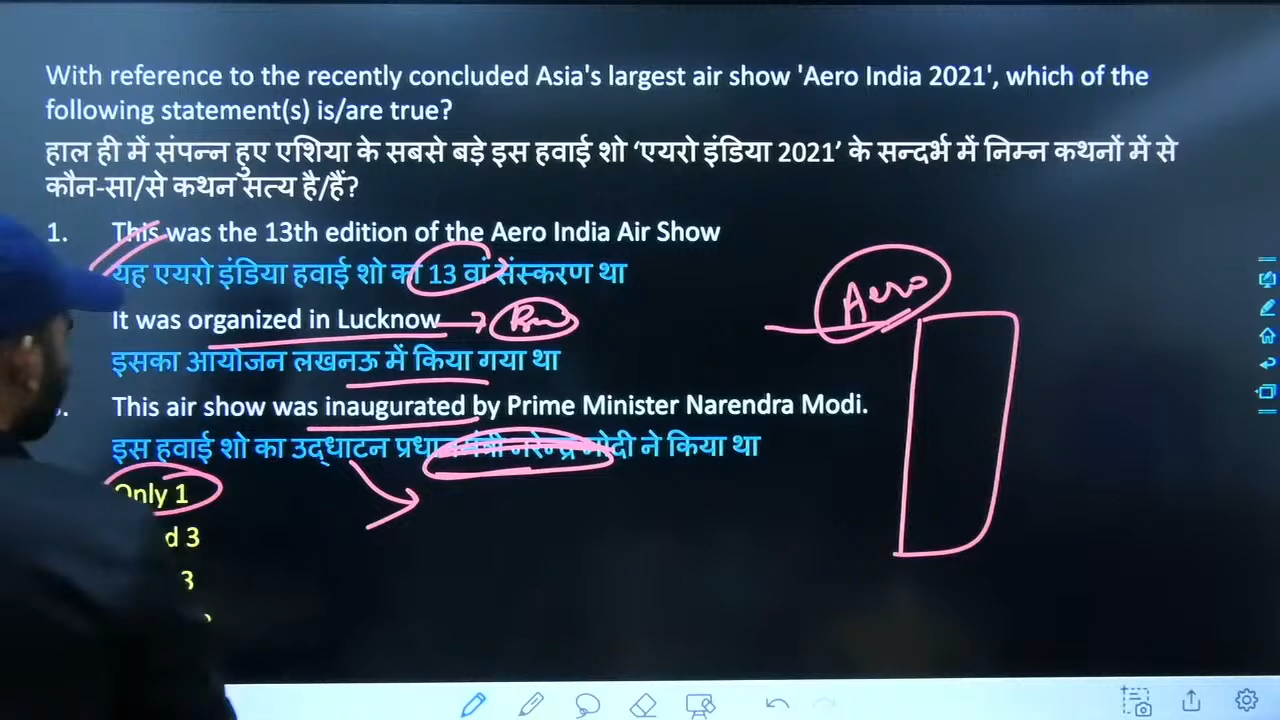 With reference to the recently concluded Asia's largest air show 'Aero India 2021', which of the
following statement(s) is/are true?
हाल ही में संपन्न हुए एशिया के सबसे बड़े इस हवाई शो ‘एयरो इंडिया 2021’ के सन्दर्भ में निम्न कथनों में से
कौन-सा/से कथन सत्य है/हैं?
1. This was the 13th edition of the Aero India Air Show
यह एयरो इंडिया हवाई शो का 13 वां संस्करण था
Aero
It was organized in Lucknow
इसका आयोजन लखनऊ में किया गया था
This air show was inaugurated by Prime Minister Narendra Modi.
इस हवाई शो का उद्घाटन प्रधानमंत्री नरेन्द्र मोदी ने किया था
Only 1
d 3
3